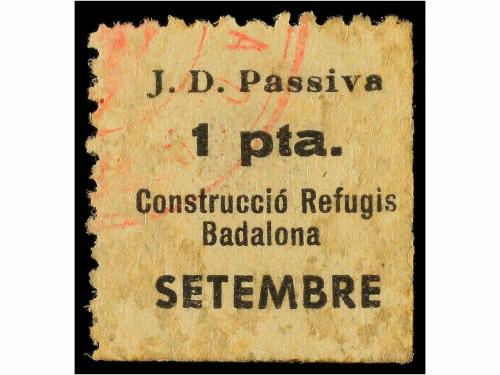 J. D. Passiva
1 pta.
Construcció Refugis
Badalona
SETEMBRE